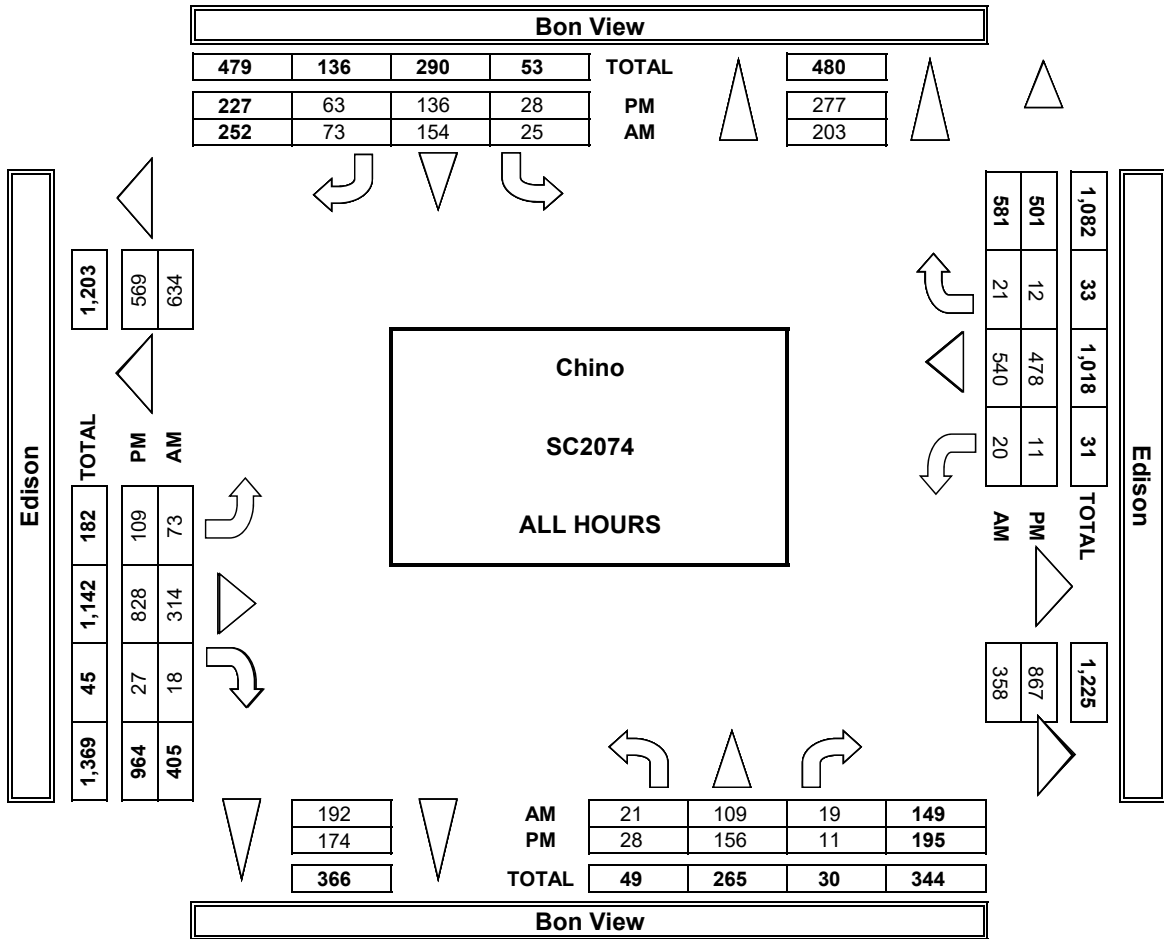 Bon View
479 136 290 53 TOTAL 480
227 63 136 28 PM 277
252 73 154 25 AM 203
Edison
1,203
569
634
TOTAL
PM
AM
182 1,142 45 1,369
109 828 27 964
73 314 18 405
Chino
SC2074
ALL HOURS
1,082 33 1,018 31 TOTAL
501 12 478 11 PM
581 21 540 20 AM
1,225
867
358
Edison
192 AM 21 109 19 149
174 PM 28 156 11 195
366 TOTAL 49 265 30 344
Bon View